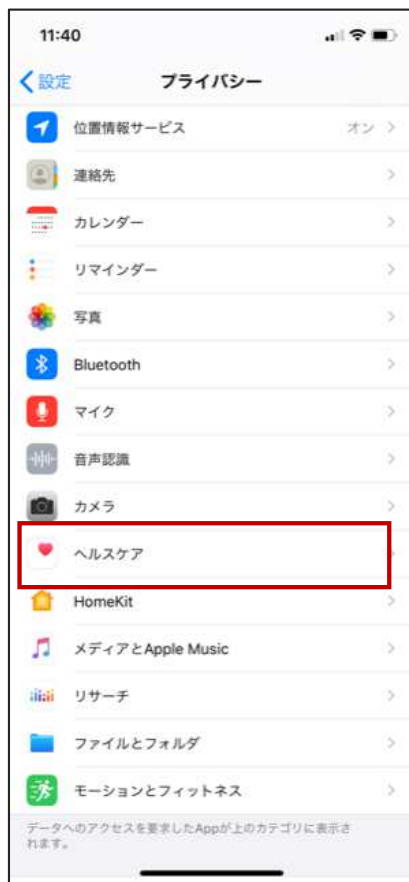 11:40
設定 プライバシー
位置情報サービス オン
連絡先
カレンダー
リマインダー
写真
Bluetooth
マイク
音声認識
カメラ
ヘルスケア
HomeKit
メディアとApple Music
リサーチ
ファイルとフォルダ
モーションとフィットネス
データへのアクセスを要求したAppが上のカテゴリに表示さ
れます。